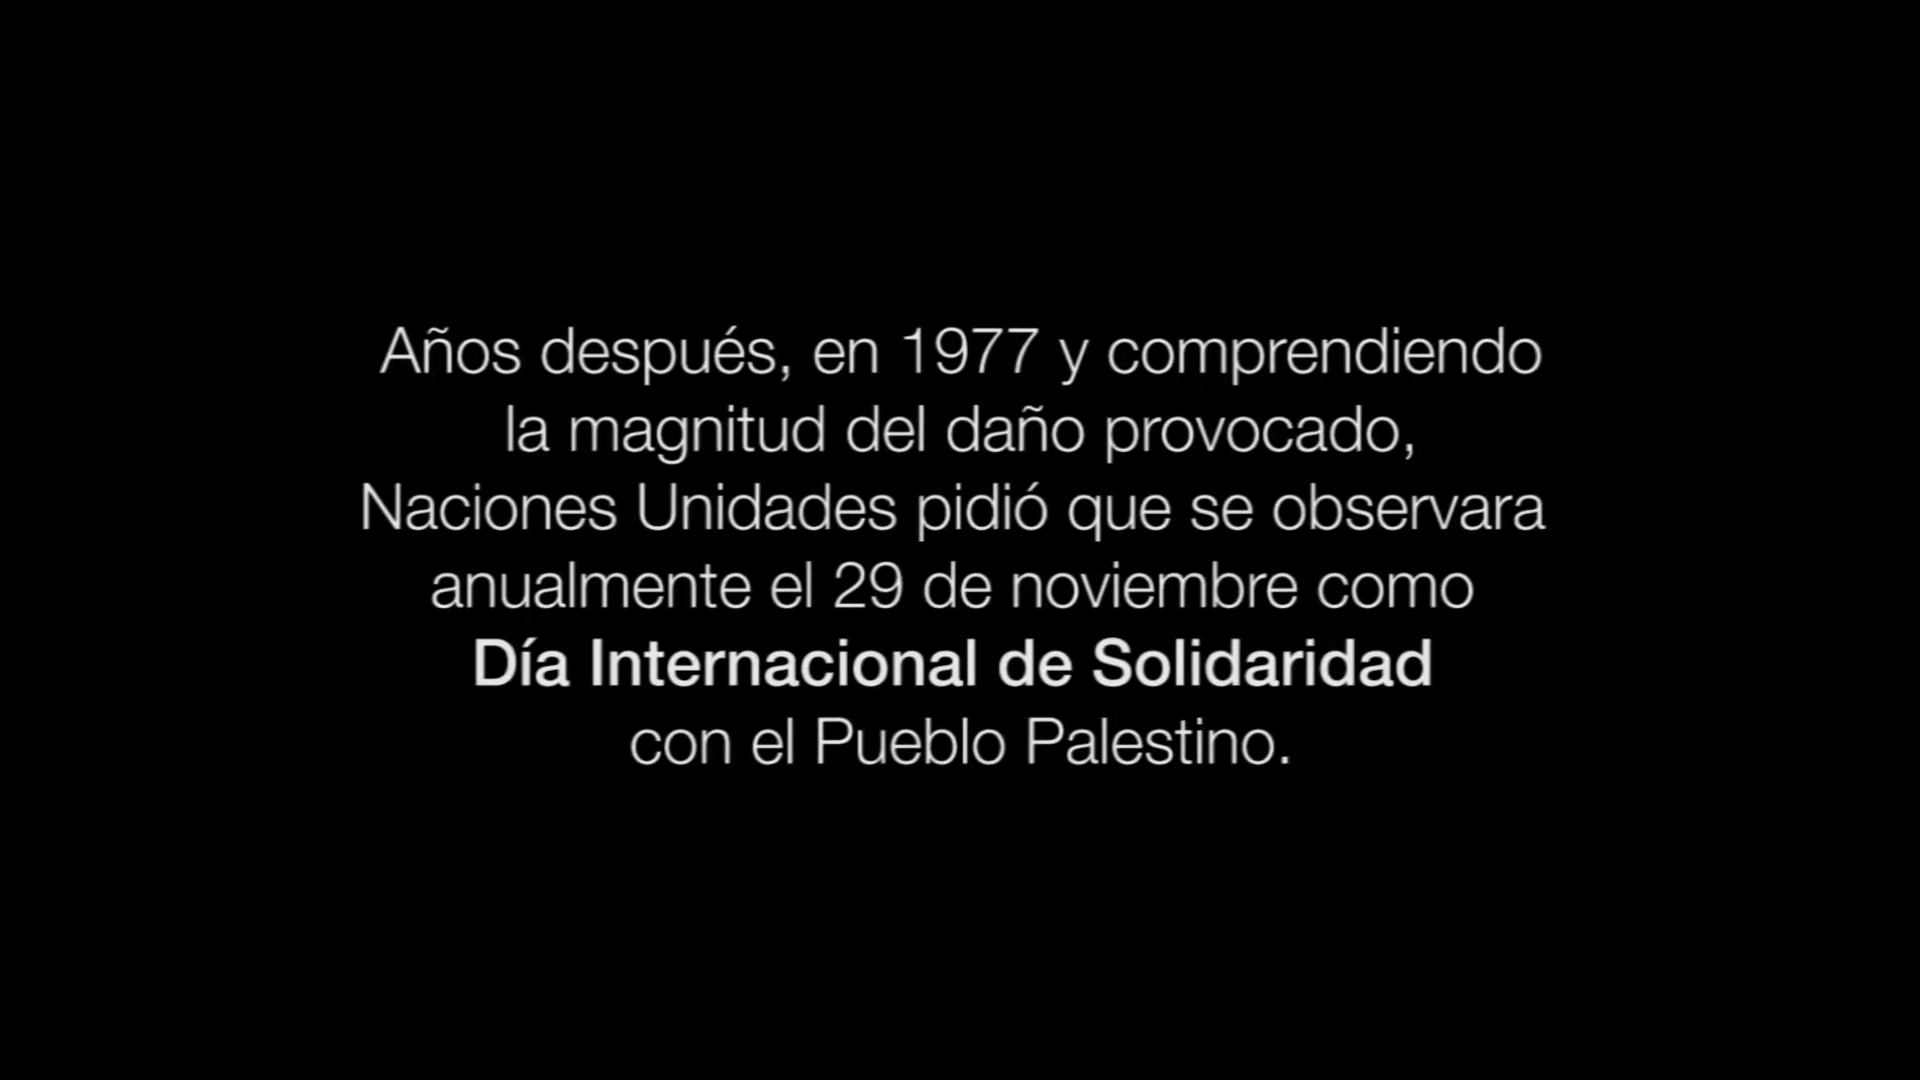 Años después, en 1977 y comprendiendo
la magnitud del daño provocado,
Naciones Unidades pidió que se observara
anualmente el 29 de noviembre como
Día Internacional de Solidaridad
con el Pueblo Palestino.